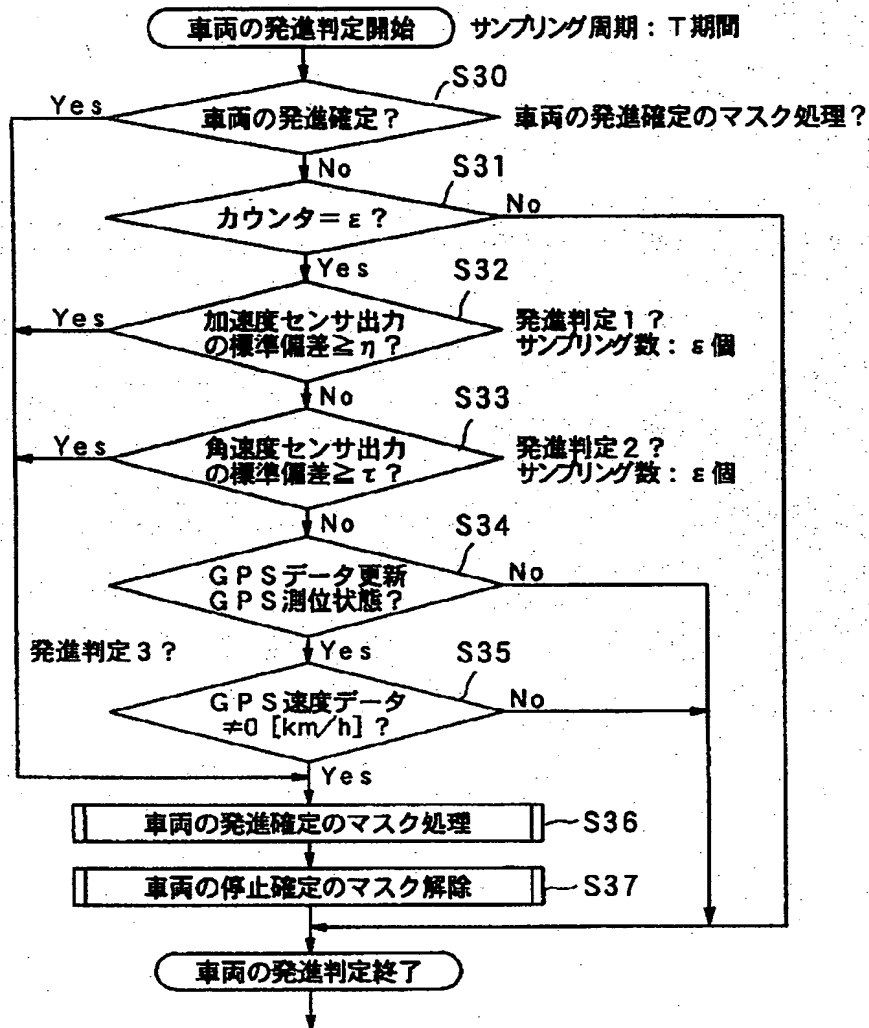 車両の発進判定開始 サンプリング周期:T期間
S30
Yes
車両の発進確定?
車両の発進確定のマスク処理?
No
S31
カウンタ=ε?
No
Yes
S32
Yes
加速度センサ出力
の標準偏差≧η?
発進判定1?
サンプリング数:ε個
No
S33
Yes
角速度センサ出力
の標準偏差≧τ?
発進判定2?
サンプリング数:ε個
No
S34
GPSデータ更新
GPS測位状態?
No
発進判定3?
Yes
S35
GPS速度データ
≠0 [km/h]?
No
Yes
車両の発進確定のマスク処理
S36
車両の停止確定のマスク解除
S37
車両の発進判定終了